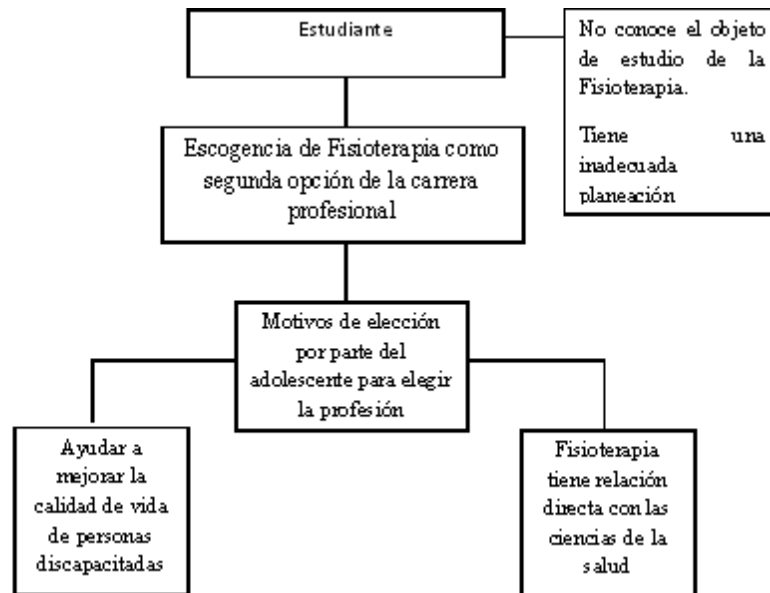 Estudiante
No conoce el objeto
de estudio de la
Fisioterapia.
Tiene una
inadecuada
planeación
Escogencia de Fisioterapia como
segunda opción de la carrera
profesional
Motivos de elección
por parte del
adolescente para elegir
la profesión
Ayudar a
mejorar la
calidad de vida
de personas
discapacitadas
Fisioterapia
tiene relación
directa con las
ciencias de la
salud